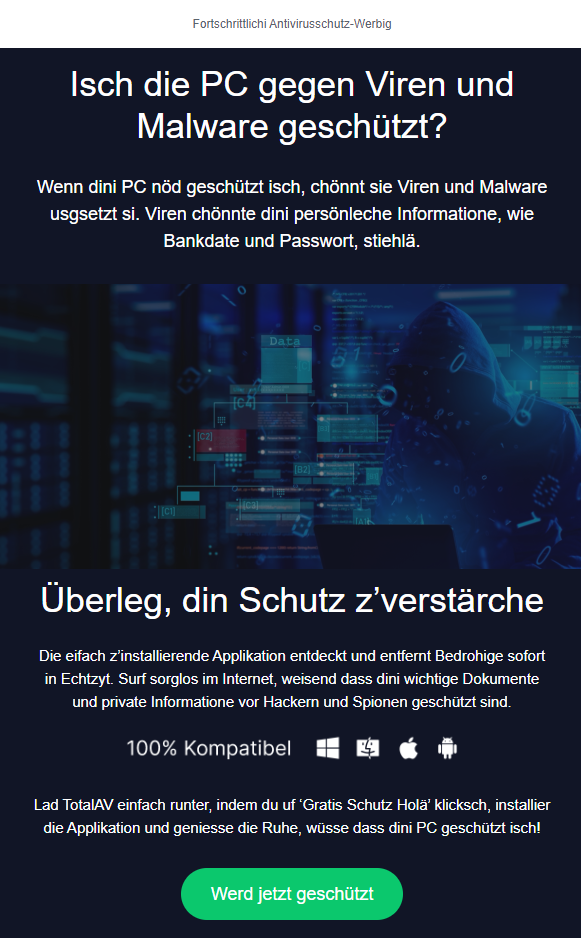 Fortschrittlichi Antivirusschutz-Werbig
Isch die PC gegen Viren und
Malware geschützt?
Wenn dini PC nöd geschützt isch, chönnt sie Viren und Malware
usgsetzt si. Viren chönnte dini persönleche Informatione, wie
Bankdate und Passwort, stiehlä.
Data
[C4]
[C2]
[B2]
[C3]
[C1]
Überleg, din Schutz z’verstärche
Die eifach z’installierende Applikation entdeckt und entfernt Bedrohige sofort
in Echtzyt. Surf sorglos im Internet, weisend dass dini wichtige Dokumente
und private Informatione vor Hackern und Spionen geschützt sind.
100% Kompatibel
Lad TotalAV einfach runter, indem du uf ‘Gratis Schutz Holä’ klicksch, installier
die Applikation und geniesse die Ruhe, wüsse dass dini PC geschützt isch!
Werd jetzt geschützt